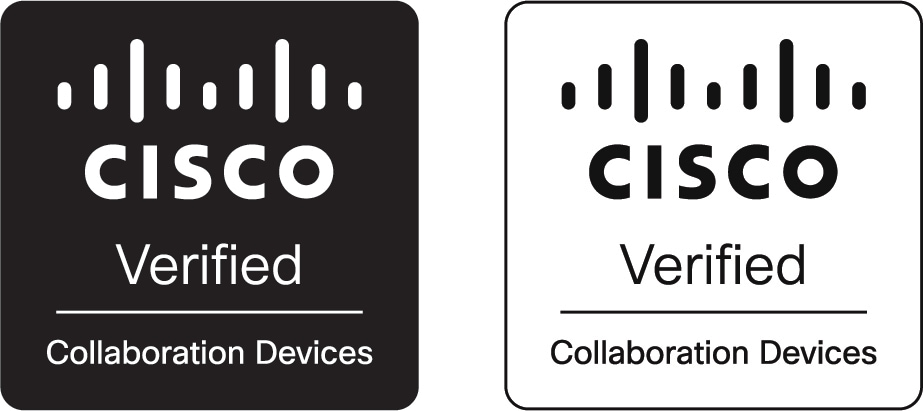 CISCO
Verified
Collaboration Devices
CISCO
Verified
Collaboration Devices